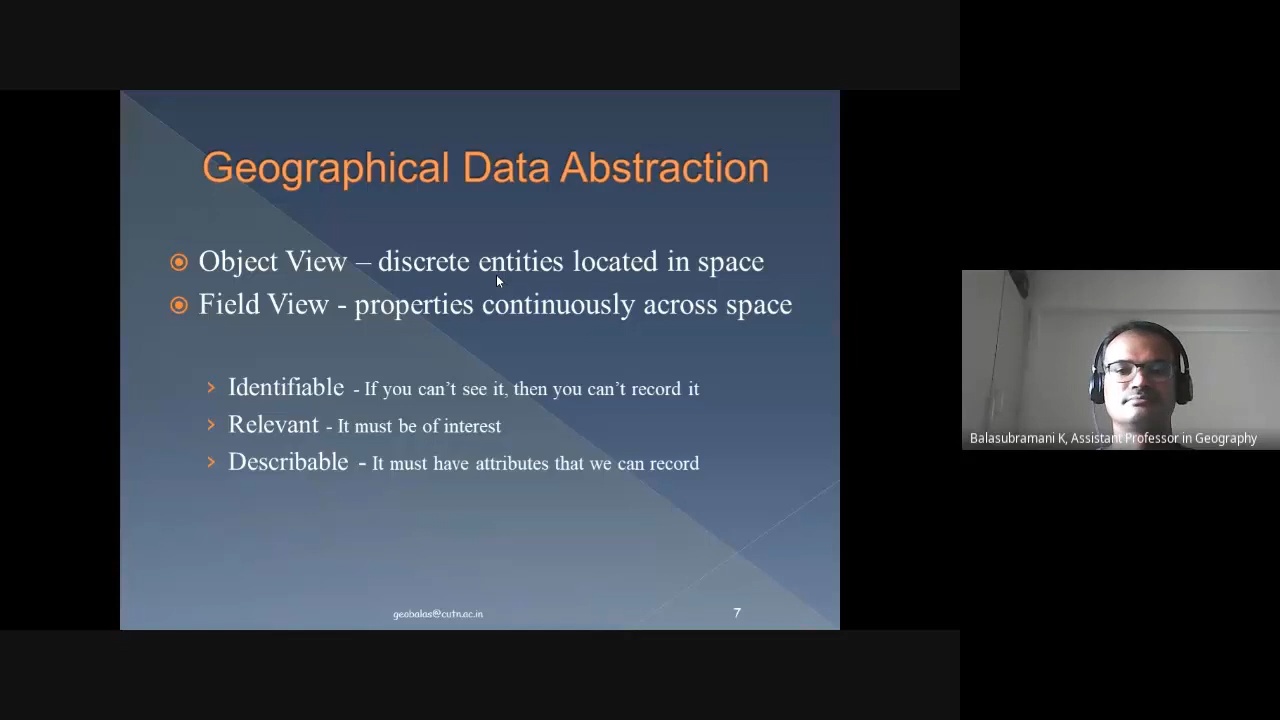 Geographical Data Abstraction
Object View – discrete entities located in space
Field View - properties continuously across space
Identifiable - If you can’t see it, then you can’t record it
Relevant - It must be of interest
Describable - It must have attributes that we can record
geobalas@cutn.ac.in
7
Balasubramani K, Assistant Professor in Geography